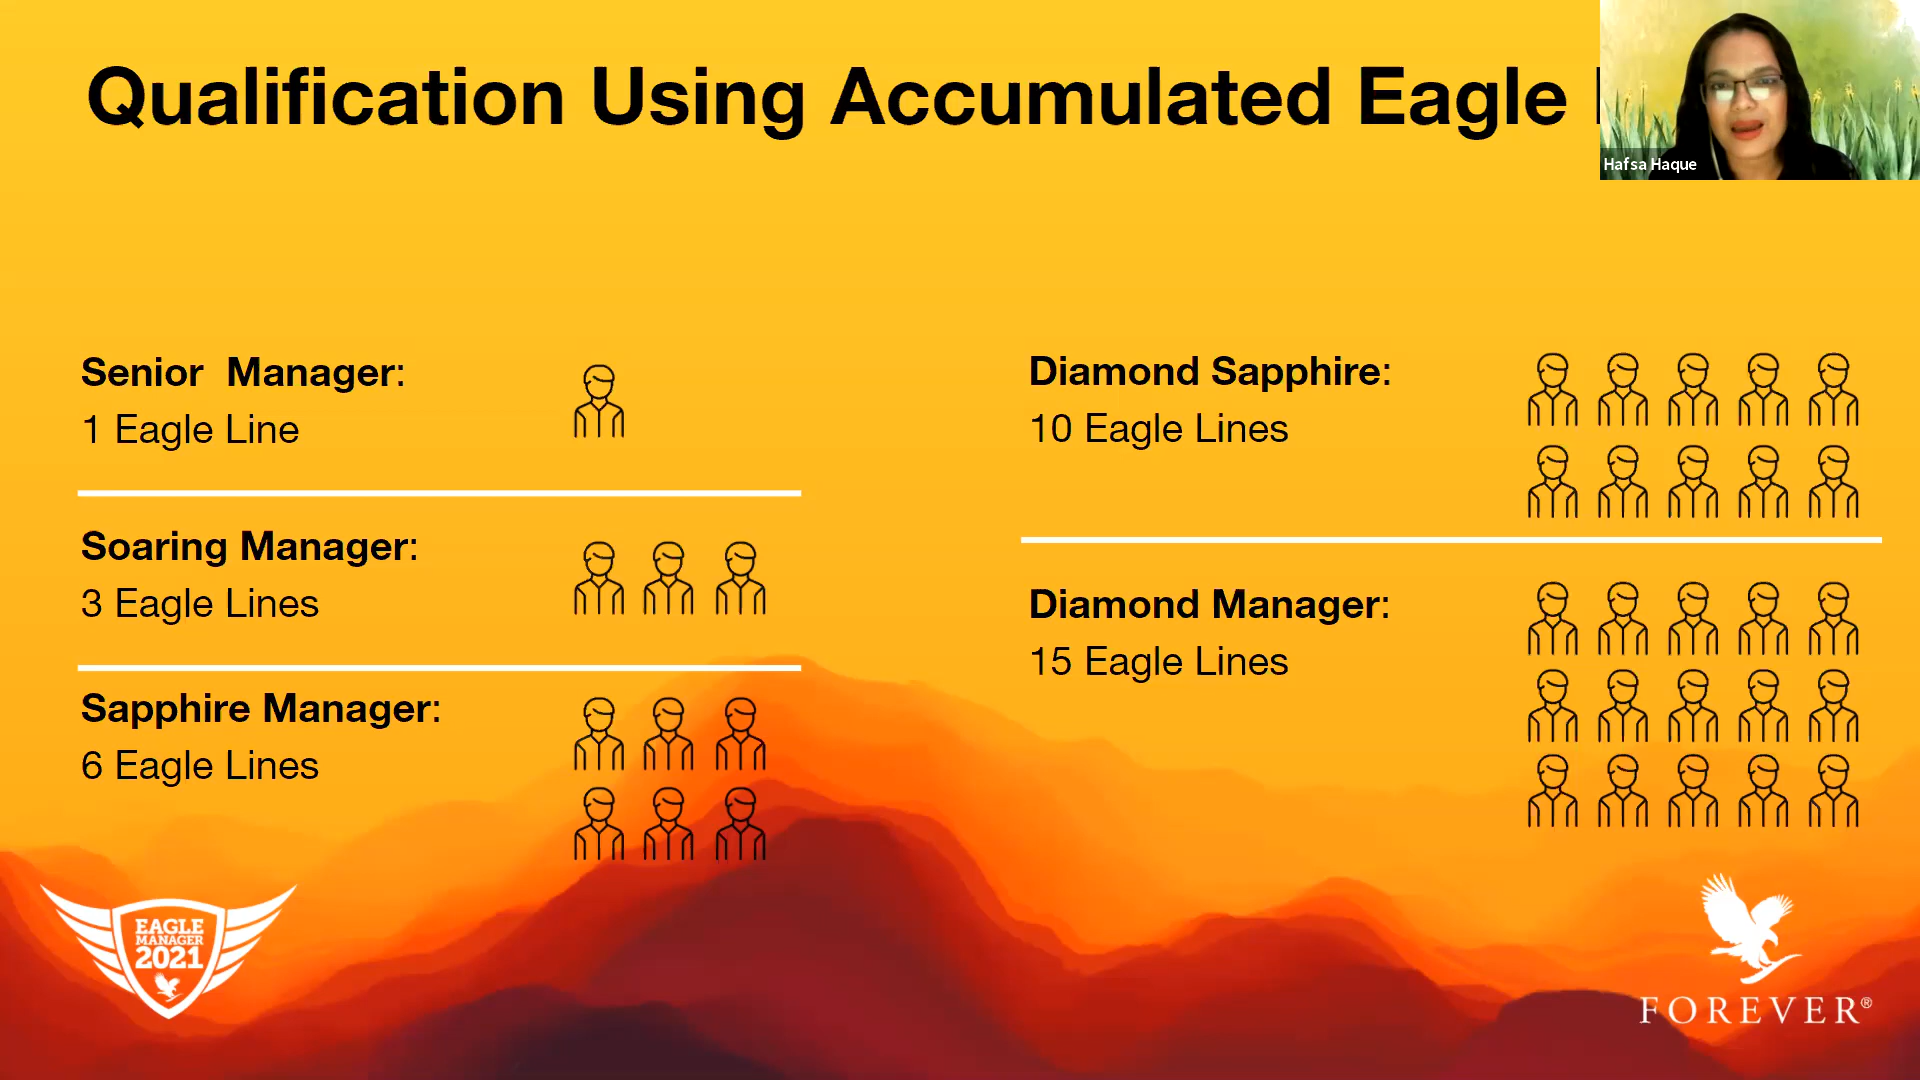 Qualification Using Accumulated Eagle
Hafsa Haque
Senior Manager:
1 Eagle Line
Soaring Manager:
3 Eagle Lines
Sapphire Manager:
6 Eagle Lines
Diamond Sapphire:
10 Eagle Lines
Diamond Manager:
15 Eagle Lines
EAGLE
MANAGER
2021
FOREVER®